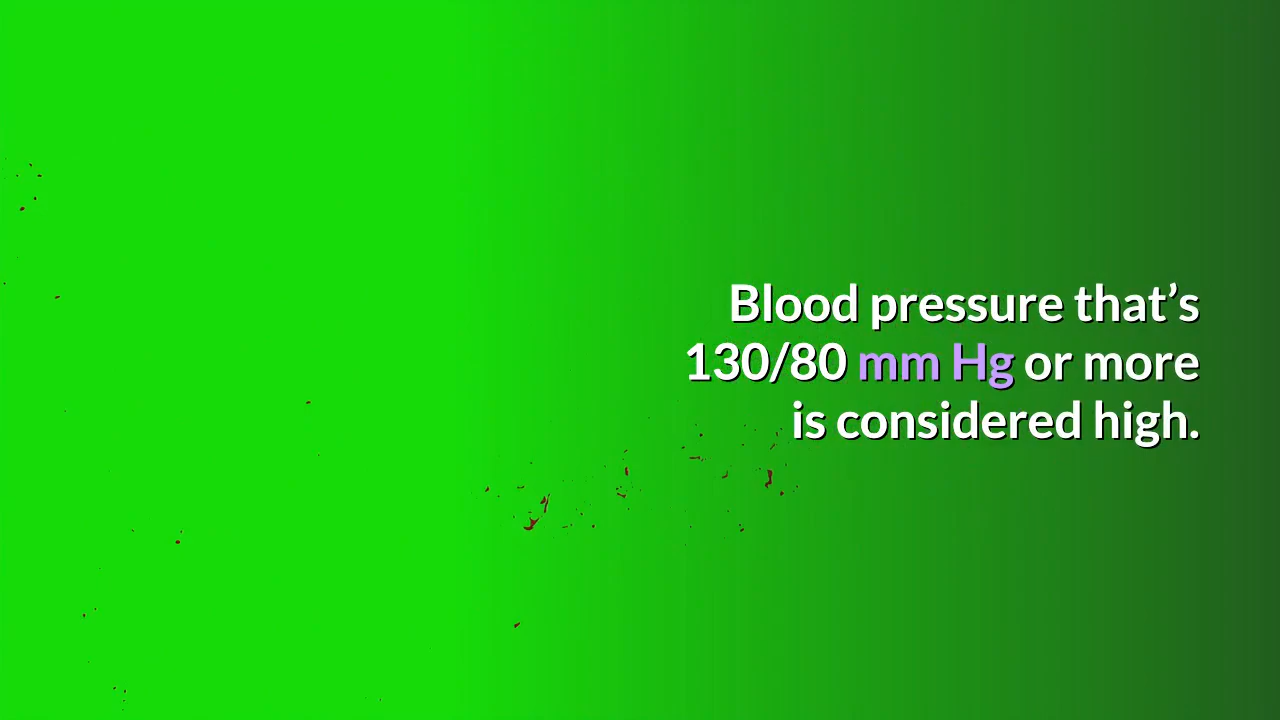 Blood pressure that’s
130/80 mm Hg or more
is considered high.